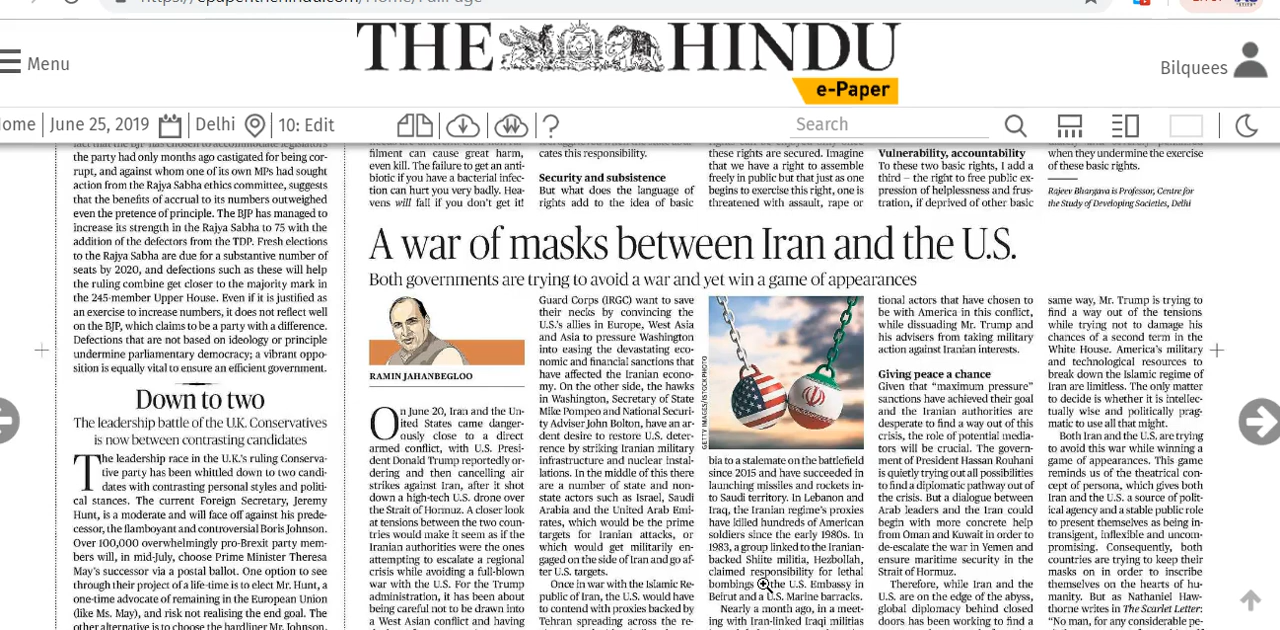 Menu
THE HINDU
e-Paper
Bilquees
ome
June 25, 2019
Delhi
10: Edit
?
Search
the party had only months ago castigated for being cor-
rupt, and against whom one of its own MPs had sought
action from the Rajya Sabha ethics committee, suggests
that the benefits of accrual to its numbers outweighed
even the pretence of principle. The BJP has managed to
increase its strength in the Rajya Sabha to 75 with the
addition of the defectors from the TDP. Fresh elections
to the Rajya Sabha are due for a substantive number of
seats by 2020, and defections such as these will help
the ruling combine get closer to the majority mark in
the 245-member Upper House. Even if it is justified as
an exercise to increase numbers, it does not reflect well
on the BJP, which claims to be a party with a difference.
Defections that are not based on ideology or principle
undermine parliamentary democracy; a vibrant oppo-
sition is equally vital to ensure an efficient government.
Down to two
The leadership battle of the U.K. Conservatives
is now between contrasting candidates
The leadership race in the U.K.'s ruling Conserva-
tive party has been whittled down to two candi-
dates with contrasting personal styles and politi-
cal stances. The current Foreign Secretary, Jeremy
Hunt, is a moderate and will face off against his prede-
cessor, the flamboyant and controversial Boris Johnson.
Over 100,000 overwhelmingly pro-Brexit party mem-
bers will, in mid-July, choose Prime Minister Theresa
May's successor via a postal ballot. One option to see
through their project of a life-time is to elect Mr. Hunt, a
one-time advocate of remaining in the European Union
(like Ms. May), and risk not realising the end goal. The
other alternative is to choose the hardliner Mr. Johnson,
filment can cause great harm,
even kill. The failure to get an anti-
biotic if you have a bacterial infec-
tion can hurt you very badly. Hea-
vens will fall if you don't get it!
cates this responsibility.
Security and subsistence
But what does the language of
rights add to the idea of basic
these rights are secured. Imagine
that we have a right to assemble
freely in public but that just as one
begins to exercise this right, one is
threatened with assault, rape or
Vulnerability, accountability
To these two basic rights, I add a
third – the right to free public ex-
pression of helplessness and frus-
tration, if deprived of other basic
when they undermine the exercise
of these basic rights.
Rajeev Bhargava is Professor, Centre for
the Study of Developing Societies, Delhi
A war of masks between Iran and the U.S.
Both governments are trying to avoid a war and yet win a game of appearances
RAMIN JAHANBEGLOO
On June 20, Iran and the Un-
ited States came danger-
ously close to a direct
armed conflict, with U.S. Presi-
dent Donald Trump reportedly or-
dering and then cancelling air
strikes against Iran, after it shot
down a high-tech U.S. drone over
the Strait of Hormuz. A closer look
at tensions between the two coun-
tries would make it seem as if the
Iranian authorities were the ones
attempting to escalate a regional
crisis while avoiding a full-blown
war with the U.S. For the Trump
administration, it has been about
being careful not to be drawn into
a West Asian conflict and having
Guard Corps (IRGC) want to save
their necks by convincing the
U.S.'s allies in Europe, West Asia
and Asia to pressure Washington
into easing the devastating eco-
nomic and financial sanctions that
have affected the Iranian econo-
my. On the other side, the hawks
in Washington, Secretary of State
Mike Pompeo and National Securi-
ty Adviser John Bolton, have an ar-
dent desire to restore U.S. deter-
rence by striking Iranian military
infrastructure and nuclear instal-
lations. In the middle of this there
are a number of state and non-
state actors such as Israel, Saudi
Arabia and the United Arab Emi-
rates, which would be the prime
targets for Iranian attacks, or
which would get militarily en-
gaged on the side of Iran and go af-
ter U.S. targets.
Once in war with the Islamic Re-
public of Iran, the U.S. would have
to contend with proxies backed by
Tehran spreading across the re-
GETTY IMAGES/ISTOCKPHOTO
bia to a stalemate on the battlefield
since 2015 and have succeeded in
launching missiles and rockets in-
to Saudi territory. In Lebanon and
Iraq, the Iranian regime's proxies
have killed hundreds of American
soldiers since the early 1980s. In
1983, a group linked to the Iranian-
backed Shiite militia, Hezbollah,
claimed responsibility for lethal
bombings the U.S. Embassy in
Beirut and a U.S. Marine barracks.
Nearly a month ago, in a meet-
ing with Iran-linked Iraqi militias
tional actors that have chosen to
be with America in this conflict,
while dissuading Mr. Trump and
his advisers from taking military
action against Iranian interests.
Giving peace a chance
Given that “maximum pressure”
sanctions have achieved their goal
and the Iranian authorities are
desperate to find a way out of this
crisis, the role of potential media-
tors will be crucial. The govern-
ment of President Hassan Rouhani
is quietly trying out all possibilities
to find a diplomatic pathway out of
the crisis. But a dialogue between
Arab leaders and the Iran could
begin with more concrete help
from Oman and Kuwait in order to
de-escalate the war in Yemen and
ensure maritime security in the
Strait of Hormuz.
Therefore, while Iran and the
U.S. are on the edge of the abyss,
global diplomacy behind closed
doors has been working to find a
same way, Mr. Trump is trying to
find a way out of the tensions
while trying not to damage his
chances of a second term in the
White House. America's military
and technological resources to
break down the Islamic regime of
Iran are limitless. The only matter
to decide is whether it is intellec-
tually wise and politically prag-
matic to use all that might.
Both Iran and the U.S. are trying
to avoid this war while winning a
game of appearances. This game
reminds us of the theatrical con-
cept of persona, which gives both
Iran and the U.S. a source of polit-
ical agency and a stable public role
to present themselves as being in-
transigent, inflexible and uncom-
promising. Consequently, both
countries are trying to keep their
masks on in order to inscribe
themselves on the hearts of hu-
manity. But as Nathaniel Haw-
thorne writes in The Scarlet Letter:
“No man, for any considerable pe-